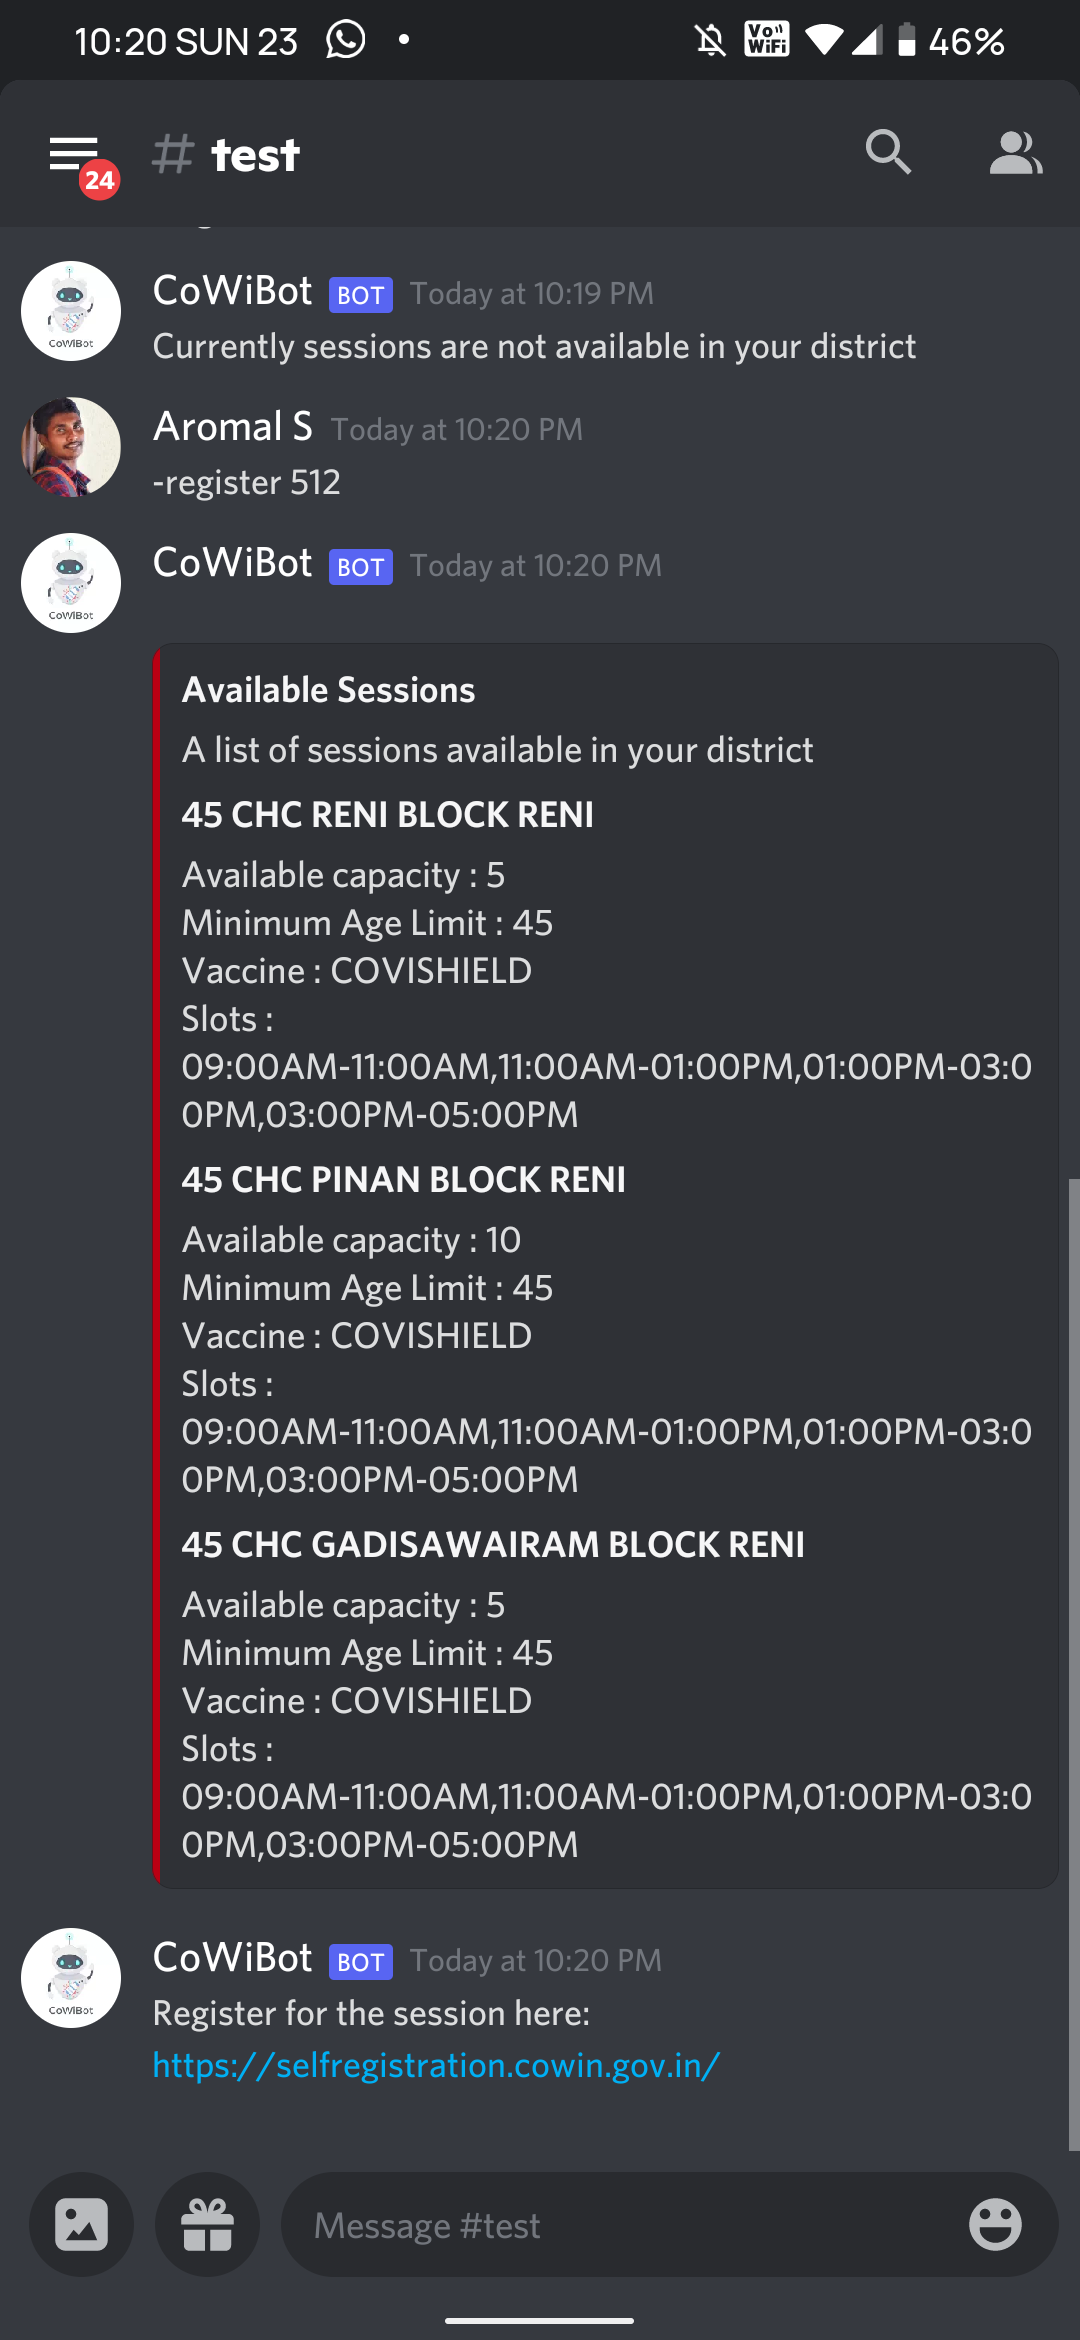 10:20 SUN 23
Vo WiFi 46%
24
# test
CoWiBot BOT Today at 10:19 PM
Currently sessions are not available in your district
CoWiBot
Aromal S Today at 10:20 PM
-register 512
CoWiBot BOT Today at 10:20 PM
CoWiBot
Available Sessions
A list of sessions available in your district
45 CHC RENI BLOCK RENI
Available capacity : 5
Minimum Age Limit : 45
Vaccine : COVISHIELD
Slots :
09:00AM-11:00AM,11:00AM-01:00PM,01:00PM-03:0
0PM,03:00PM-05:00PM
45 CHC PINAN BLOCK RENI
Available capacity : 10
Minimum Age Limit : 45
Vaccine : COVISHIELD
Slots :
09:00AM-11:00AM,11:00AM-01:00PM,01:00PM-03:0
0PM,03:00PM-05:00PM
45 CHC GADISAWAIRAM BLOCK RENI
Available capacity : 5
Minimum Age Limit : 45
Vaccine : COVISHIELD
Slots :
09:00AM-11:00AM,11:00AM-01:00PM,01:00PM-03:0
0PM,03:00PM-05:00PM
CoWiBot BOT Today at 10:20 PM
Register for the session here:
CoWiBot
https://selfregistration.cowin.gov.in/
Message #test